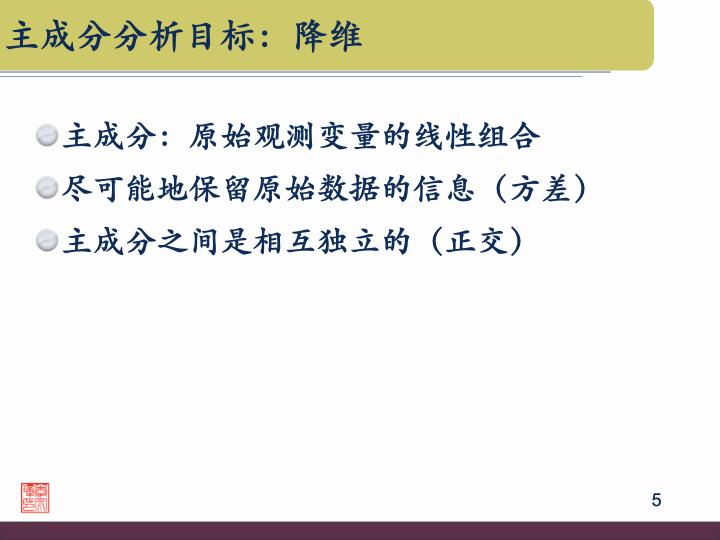 主成分分析目标：降维
主成分：原始观测变量的线性组合
尽可能地保留原始数据的信息（方差）
主成分之间是相互独立的（正交）
5